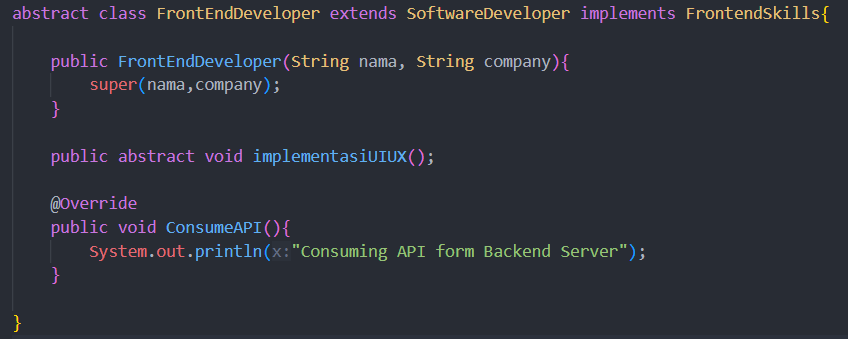 abstract class FrontEndDeveloper extends SoftwareDeveloper implements FrontendSkills{
public FrontEndDeveloper(String nama, String company){
super(nama,company);
}
public abstract void implementasiUIUX();
@Override
public void ConsumeAPI(){
System.out.println(x:"Consuming API form Backend Server");
}
}